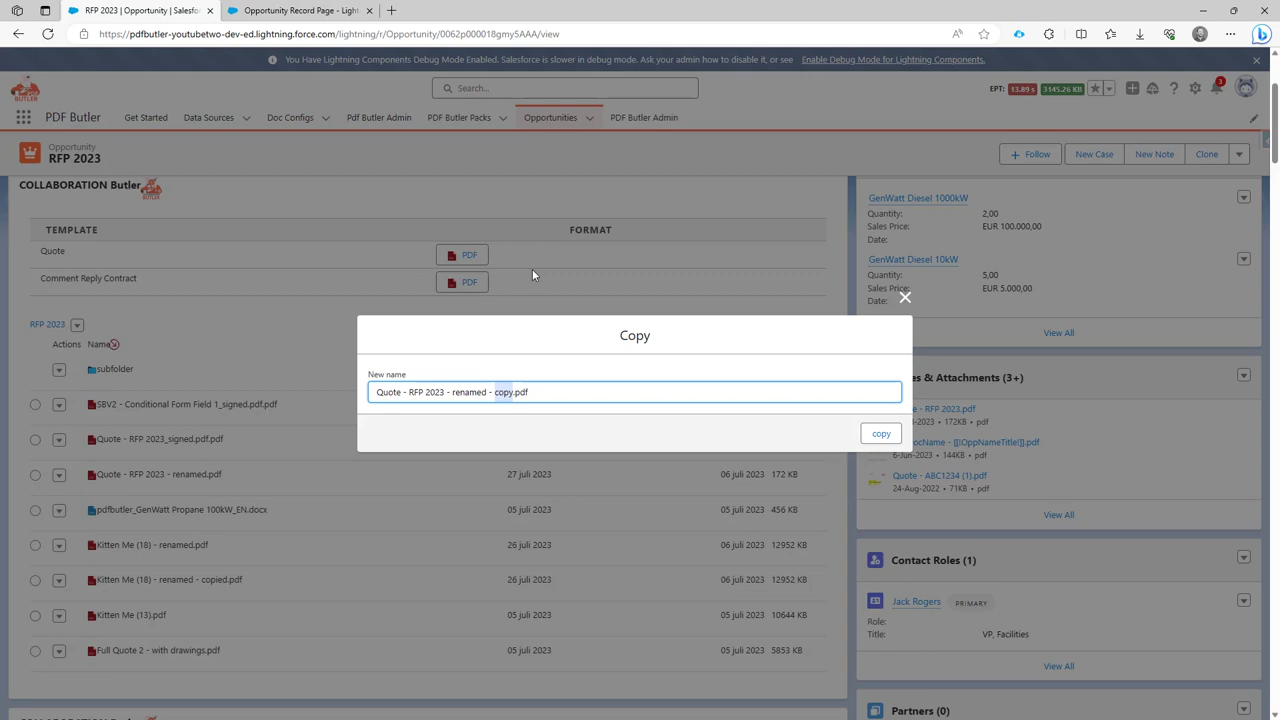 RFP 2023 | Opportunity | Salesfo
Opportunity Record Page - Light
https://pdfbutler-youtubetwo-dev-ed.lightning.force.com/lightning/r/Opportunity/0062p000018gmy5AAA/view
You Have Lightning Components Debug Mode Enabled. Salesforce is slower in debug mode. Ask your admin how to disable it, or see Enable Debug Mode for Lightning Components.
BUTLER
Search...
EPT: 13.89 s 3145.26 KB
3
PDF Butler
Get Started
Data Sources
Doc Configs
Pdf Butler Admin
PDF Butler Packs
Opportunities
PDF Butler Admin
Opportunity
RFP 2023
Follow
New Case
New Note
Clone
COLLABORATION Butler
TEMPLATE FORMAT
Quote PDF
Comment Reply Contract PDF
RFP 2023
Actions Name
subfolder
SBV2 - Conditional Form Field 1_signed.pdf.pdf
Quote - RFP 2023_signed.pdf.pdf
Quote - RFP 2023 - renamed.pdf 27 juli 2023 06 juli 2023 172 KB
pdfbutler_GenWatt Propane 100kW_EN.docx 05 juli 2023 05 juli 2023 456 KB
Kitten Me (18) - renamed.pdf 26 juli 2023 06 juli 2023 12952 KB
Kitten Me (18) - renamed - copied.pdf 26 juli 2023 06 juli 2023 12952 KB
Kitten Me (13).pdf 05 juli 2023 05 juli 2023 10644 KB
Full Quote 2 - with drawings.pdf 05 juli 2023 05 juli 2023 5853 KB
Copy
New name
Quote - RFP 2023 - renamed - copy.pdf
copy
GenWatt Diesel 1000kW
Quantity: 2,00
Sales Price: EUR 100.000,00
Date:
GenWatt Diesel 10kW
Quantity: 5,00
Sales Price: EUR 5.000,00
Date:
View All
es & Attachments (3+)
e - RFP 2023.pdf
-2023 • 172KB • pdf
ocName - [[!OppNameTitle!]].pdf
6-Jun-2023 • 144KB • pdf
Quote - ABC1234 (1).pdf
24-Aug-2022 • 71KB • pdf
View All
Contact Roles (1)
Jack Rogers PRIMARY
Role:
Title: VP, Facilities
View All
Partners (0)